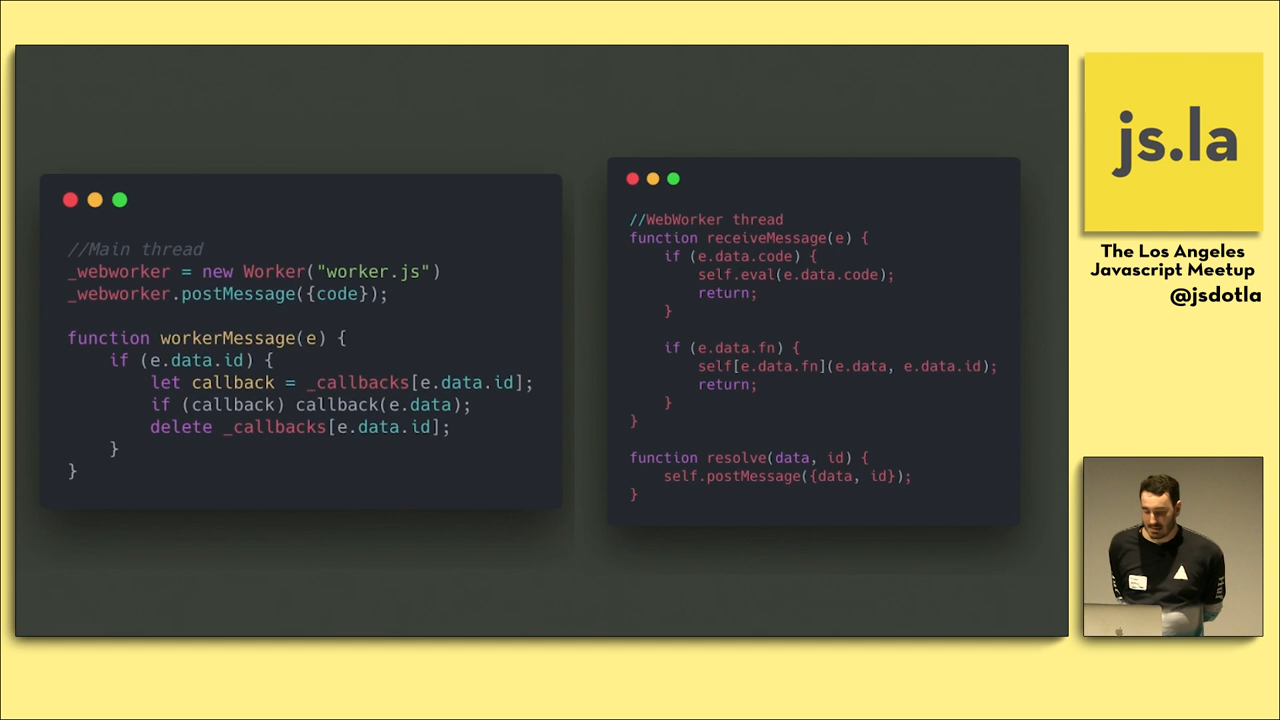 //Main thread
_webworker = new Worker("worker.js")
_webworker.postMessage({code});
function workerMessage(e) {
if (e.data.id) {
let callback = _callbacks[e.data.id];
if (callback) callback(e.data);
delete _callbacks[e.data.id];
}
}
//WebWorker thread
function receiveMessage(e) {
if (e.data.code) {
self.eval(e.data.code);
return;
}
if (e.data.fn) {
self[e.data.fn](e.data, e.data.id);
return;
}
}
function resolve(data, id) {
self.postMessage({data, id});
}
js.la
The Los Angeles
Javascript Meetup
@jsdotla